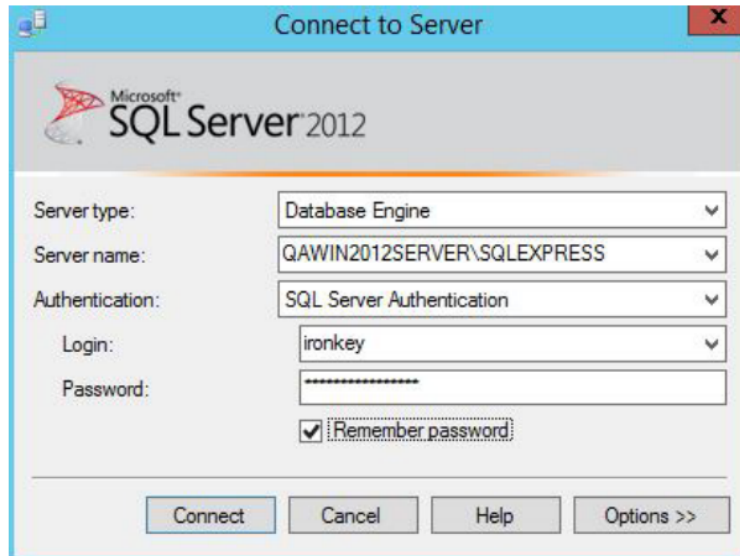 Connect to Server
x
Microsoft®
SQL Server® 2012
Server type: Database Engine
Server name: QAWIN2012SERVER\SQLEXPRESS
Authentication: SQL Server Authentication
Login: ironkey
Password: ****************
Remember password
Connect Cancel Help Options >>